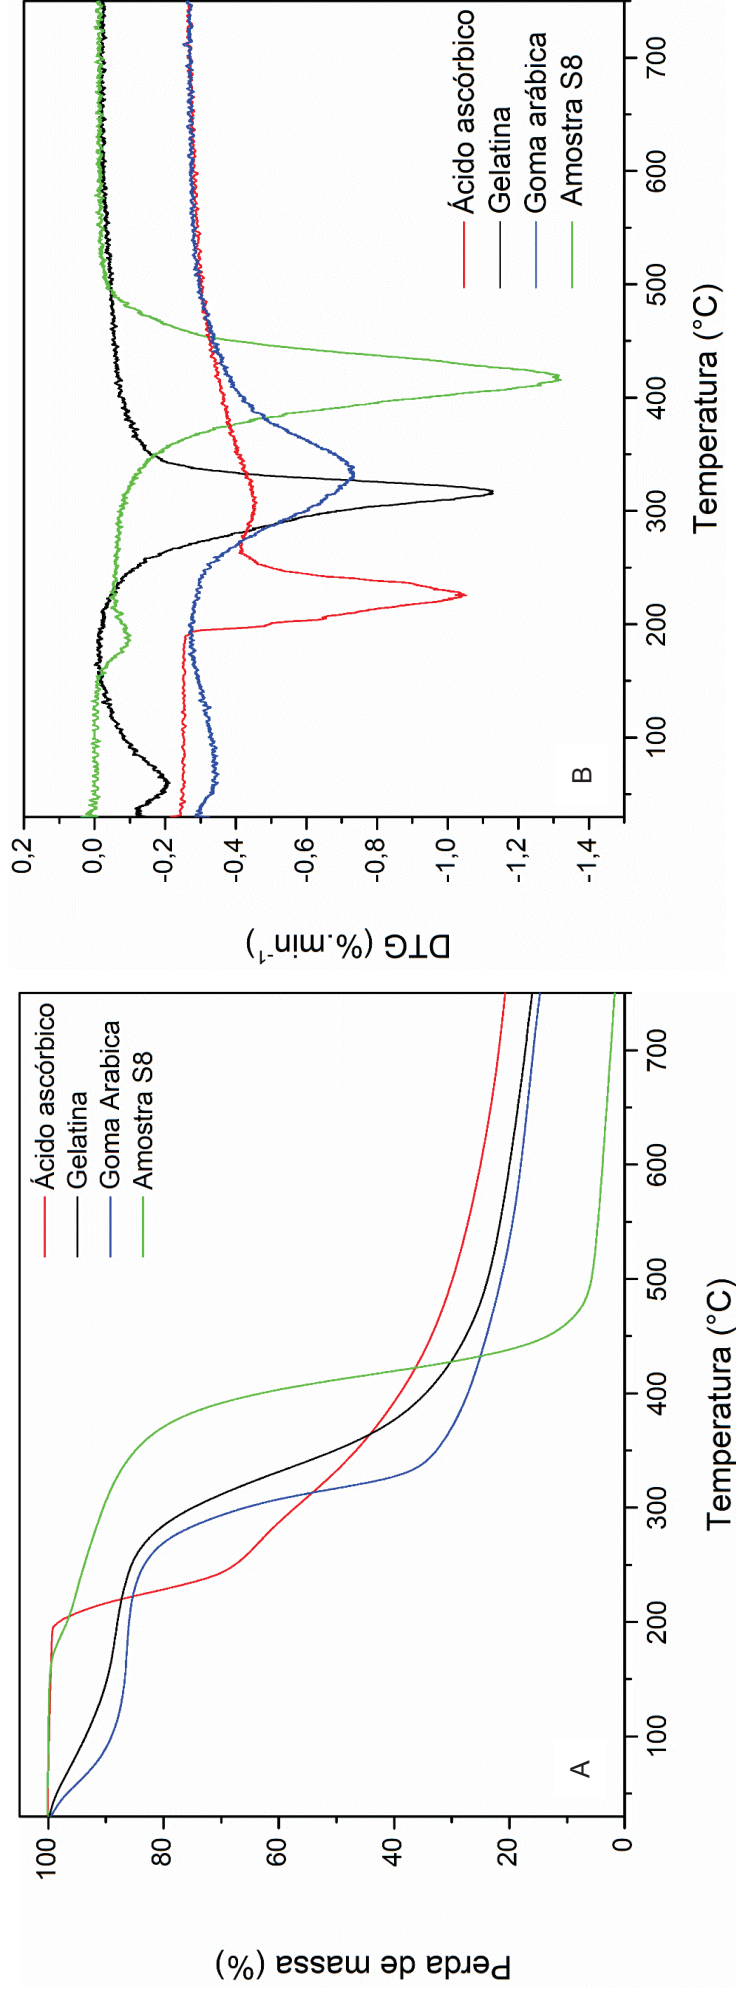 Ácido ascórbico
Gelatina
Goma Arabica
Amostra S8
A
100
80
60
40
20
0
Perda de massa (%)
100
200
300
400
500
600
700
Temperatura (°C)
Ácido ascórbico
Gelatina
Goma arábica
Amostra S8
B
0,2
0,0
-0,2
-0,4
-0,6
-0,8
-1,0
-1,2
-1,4
DTG (%.min-1)
100
200
300
400
500
600
700
Temperatura (°C)